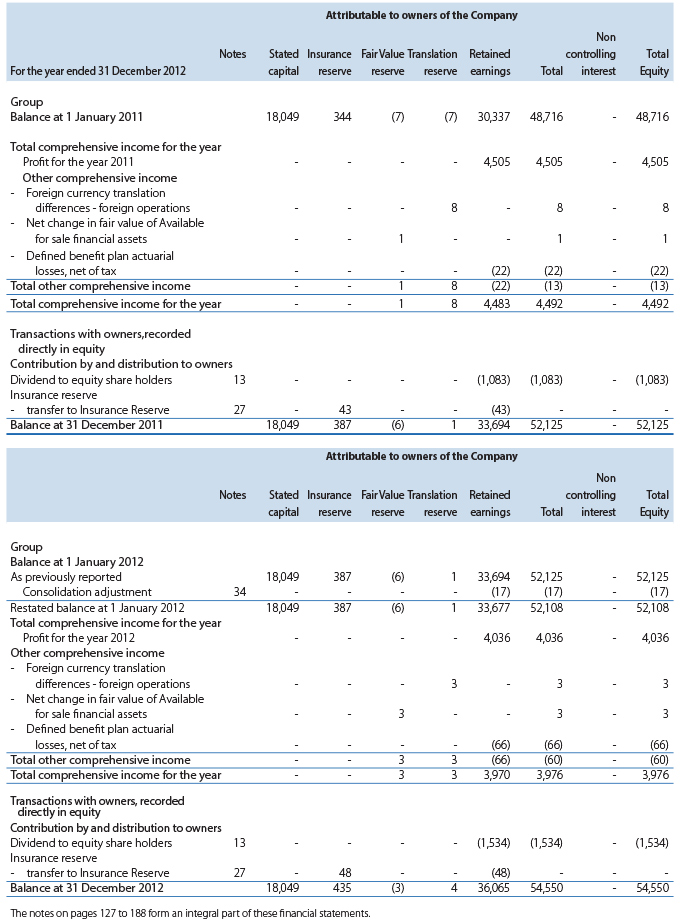 Attributable to owners of the Company
Non
Notes Stated Insurance Fair Value Translation Retained controlling Total
For the year ended 31 December 2012 capital reserve reserve reserve earnings Total interest Equity
Group
Balance at 1 January 2011 18,049 344 (7) (7) 30,337 48,716 - 48,716
Total comprehensive income for the year
Profit for the year 2011 - - - - 4,505 4,505 - 4,505
Other comprehensive income
- Foreign currency translation
differences - foreign operations - - - 8 - 8 - 8
- Net change in fair value of Available
for sale financial assets - - 1 - - 1 - 1
- Defined benefit plan actuarial
losses, net of tax - - - - (22) (22) - (22)
Total other comprehensive income - - 1 8 (22) (13) - (13)
Total comprehensive income for the year - - 1 8 4,483 4,492 - 4,492
Transactions with owners,recorded
directly in equity
Contribution by and distribution to owners
Dividend to equity share holders 13 - - - - (1,083) (1,083) - (1,083)
Insurance reserve
- transfer to Insurance Reserve 27 - 43 - - (43) - - -
Balance at 31 December 2011 18,049 387 (6) 1 33,694 52,125 - 52,125
Attributable to owners of the Company
Non
Notes Stated Insurance Fair Value Translation Retained controlling Total
capital reserve reserve reserve earnings Total interest Equity
Group
Balance at 1 January 2012
As previously reported 18,049 387 (6) 1 33,694 52,125 - 52,125
Consolidation adjustment 34 - - - - (17) (17) - (17)
Restated balance at 1 January 2012 18,049 387 (6) 1 33,677 52,108 - 52,108
Total comprehensive income for the year
Profit for the year 2012 - - - - 4,036 4,036 - 4,036
Other comprehensive income
- Foreign currency translation
differences - foreign operations - - - 3 - 3 - 3
- Net change in fair value of Available
for sale financial assets - - 3 - - 3 - 3
- Defined benefit plan actuarial
losses, net of tax - - - - (66) (66) - (66)
Total other comprehensive income - - 3 3 (66) (60) - (60)
Total comprehensive income for the year - - 3 3 3,970 3,976 - 3,976
Transactions with owners, recorded
directly in equity
Contribution by and distribution to owners
Dividend to equity share holders 13 - - - - (1,534) (1,534) - (1,534)
Insurance reserve
- transfer to Insurance Reserve 27 - 48 - - (48) - - -
Balance at 31 December 2012 18,049 435 (3) 4 36,065 54,550 - 54,550
The notes on pages 127 to 188 form an integral part of these financial statements.